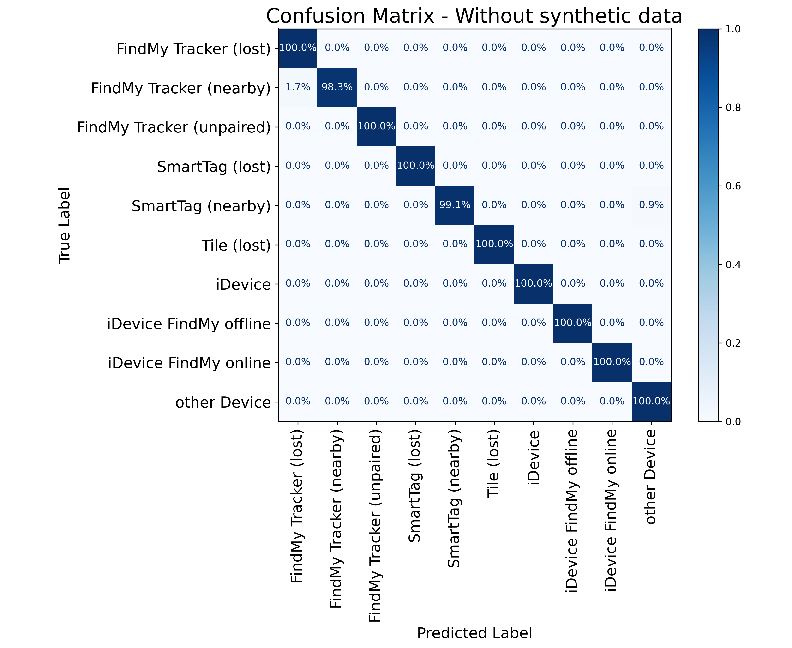 Confusion Matrix - Without synthetic data
FindMy Tracker (lost) 100.0% 0.0% 0.0% 0.0% 0.0% 0.0% 0.0% 0.0% 0.0% 0.0%
FindMy Tracker (nearby) 1.7% 98.3% 0.0% 0.0% 0.0% 0.0% 0.0% 0.0% 0.0% 0.0%
FindMy Tracker (unpaired) 0.0% 0.0% 100.0% 0.0% 0.0% 0.0% 0.0% 0.0% 0.0% 0.0%
SmartTag (lost) 0.0% 0.0% 0.0% 100.0% 0.0% 0.0% 0.0% 0.0% 0.0% 0.0%
SmartTag (nearby) 0.0% 0.0% 0.0% 0.0% 99.1% 0.0% 0.0% 0.0% 0.0% 0.9%
Tile (lost) 0.0% 0.0% 0.0% 0.0% 0.0% 100.0% 0.0% 0.0% 0.0% 0.0%
iDevice 0.0% 0.0% 0.0% 0.0% 0.0% 0.0% 100.0% 0.0% 0.0% 0.0%
iDevice FindMy offline 0.0% 0.0% 0.0% 0.0% 0.0% 0.0% 0.0% 100.0% 0.0% 0.0%
iDevice FindMy online 0.0% 0.0% 0.0% 0.0% 0.0% 0.0% 0.0% 0.0% 100.0% 0.0%
other Device 0.0% 0.0% 0.0% 0.0% 0.0% 0.0% 0.0% 0.0% 0.0% 100.0%
True Label
FindMy Tracker (lost)
FindMy Tracker (nearby)
FindMy Tracker (unpaired)
SmartTag (lost)
SmartTag (nearby)
Tile (lost)
iDevice
iDevice FindMy offline
iDevice FindMy online
other Device
Predicted Label
1.0
0.8
0.6
0.4
0.2
0.0